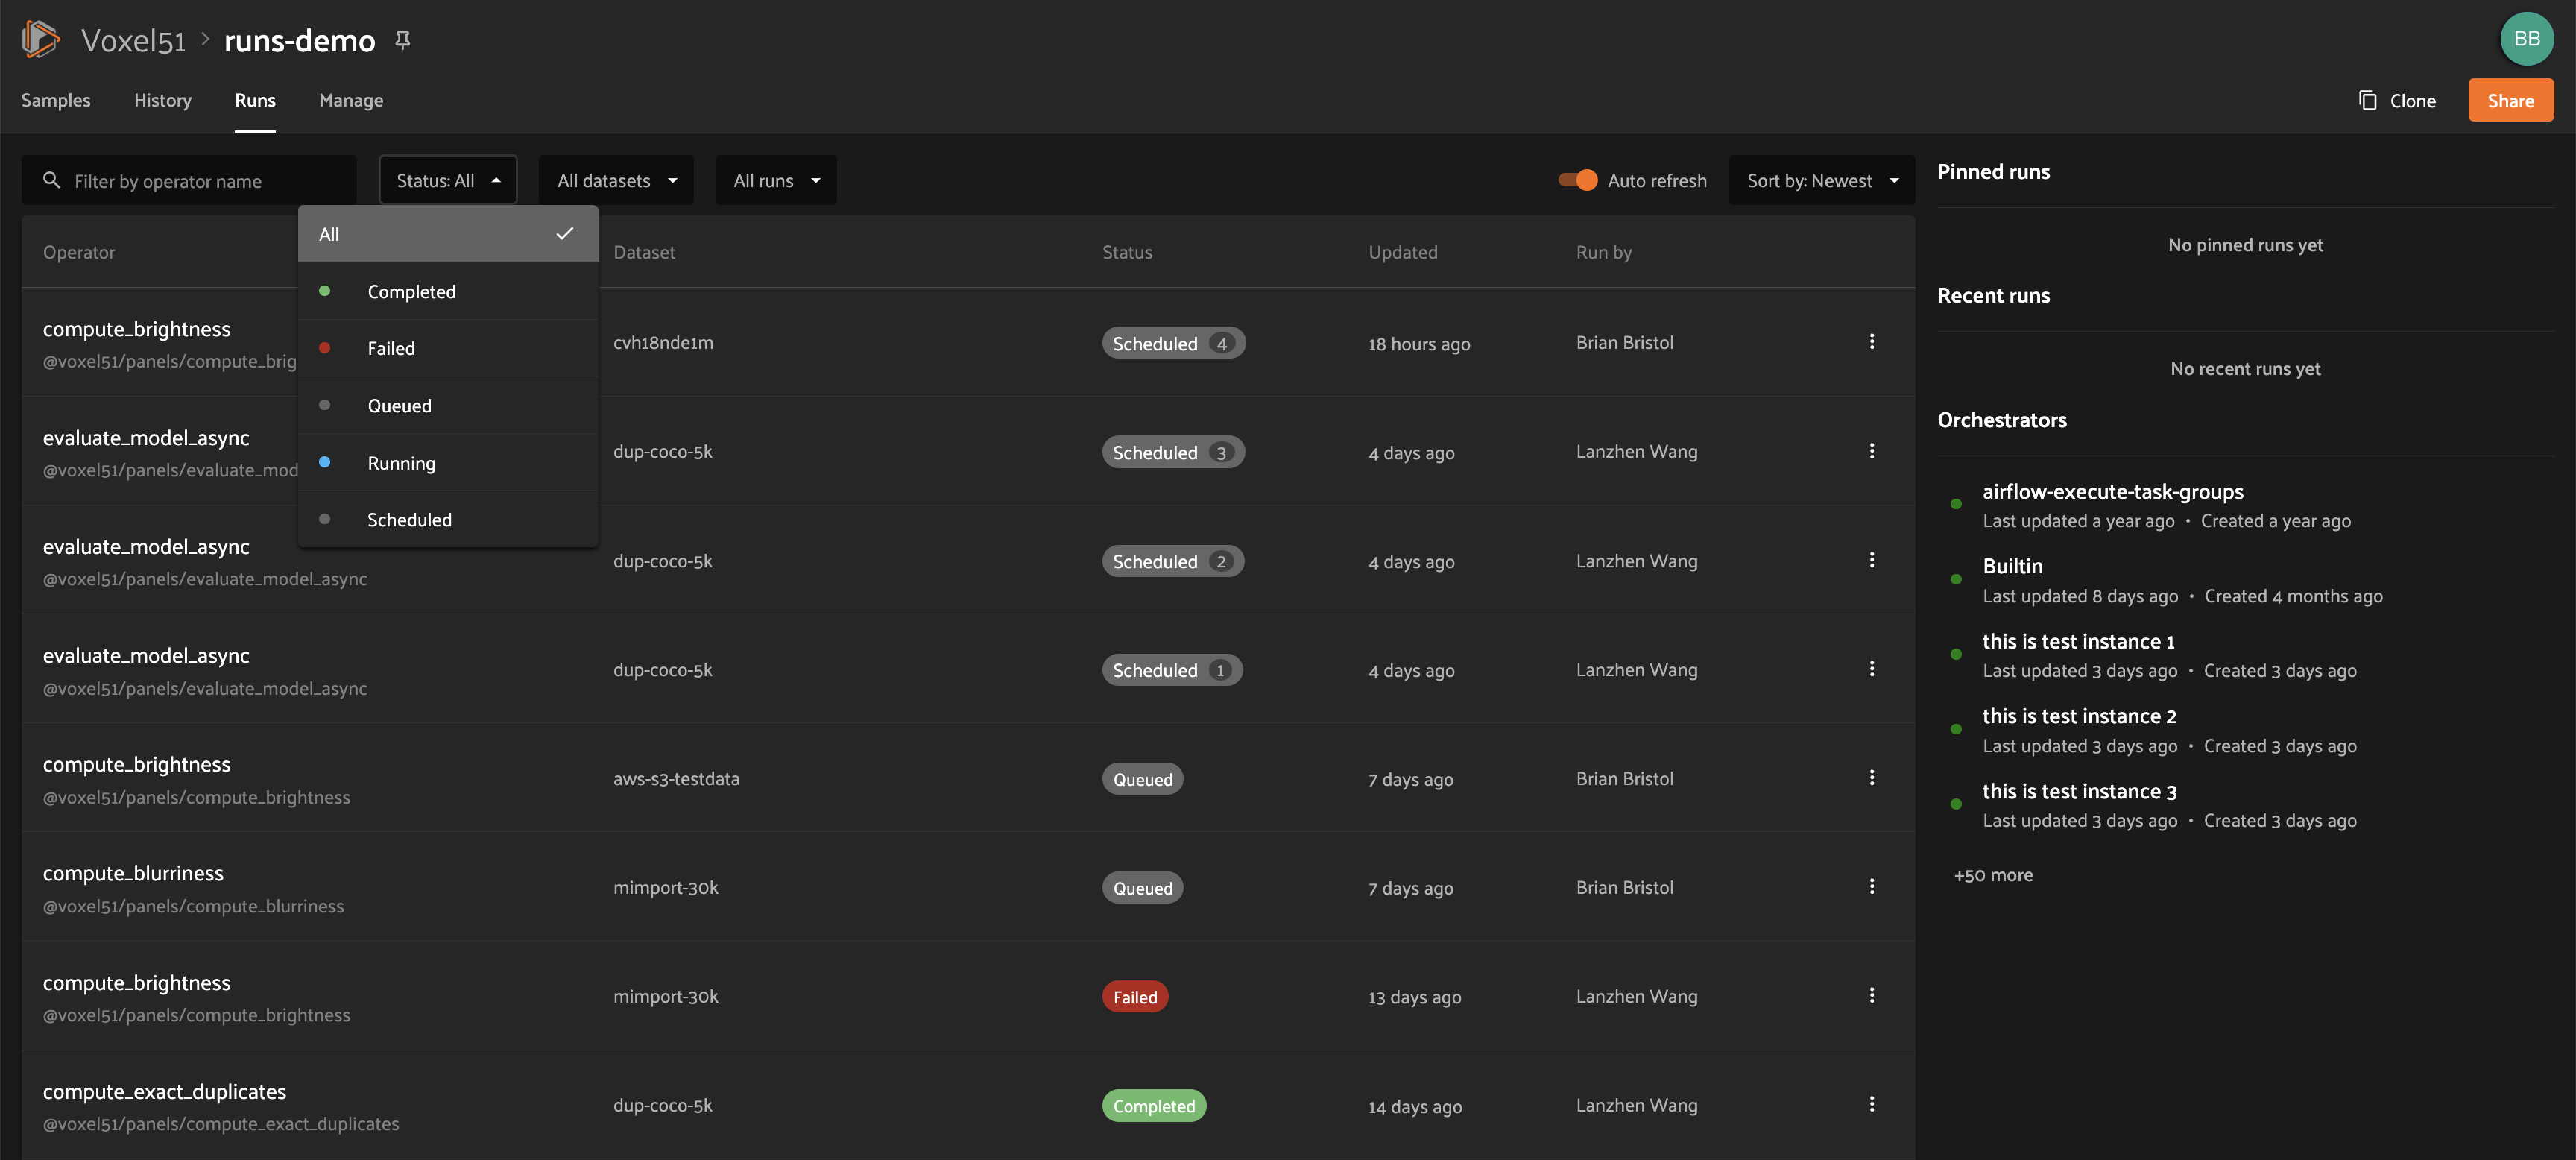 Voxel51 > runs-demo
BB
Samples History Runs Manage
Clone Share
Filter by operator name Status: All All datasets All runs Auto refresh Sort by: Newest
All
Completed
Failed
Queued
Running
Scheduled
Operator Dataset Status Updated Run by
compute_brightness
@voxel51/panels/compute_brig
cvh18nde1m Scheduled 4 18 hours ago Brian Bristol
evaluate_model_async
@voxel51/panels/evaluate_mod
dup-coco-5k Scheduled 3 4 days ago Lanzhen Wang
evaluate_model_async
@voxel51/panels/evaluate_model_async
dup-coco-5k Scheduled 2 4 days ago Lanzhen Wang
evaluate_model_async
@voxel51/panels/evaluate_model_async
dup-coco-5k Scheduled 1 4 days ago Lanzhen Wang
compute_brightness
@voxel51/panels/compute_brightness
aws-s3-testdata Queued 7 days ago Brian Bristol
compute_blurriness
@voxel51/panels/compute_blurriness
mimport-30k Queued 7 days ago Brian Bristol
compute_brightness
@voxel51/panels/compute_brightness
mimport-30k Failed 13 days ago Lanzhen Wang
compute_exact_duplicates
@voxel51/panels/compute_exact_duplicates
dup-coco-5k Completed 14 days ago Lanzhen Wang
Pinned runs
No pinned runs yet
Recent runs
No recent runs yet
Orchestrators
airflow-execute-task-groups
Last updated a year ago • Created a year ago
Builtin
Last updated 8 days ago • Created 4 months ago
this is test instance 1
Last updated 3 days ago • Created 3 days ago
this is test instance 2
Last updated 3 days ago • Created 3 days ago
this is test instance 3
Last updated 3 days ago • Created 3 days ago
+50 more